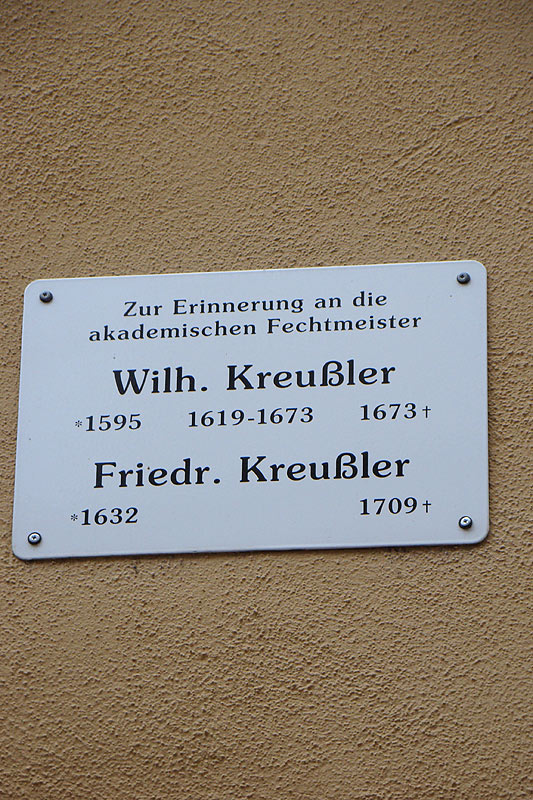 Zur Erinnerung an die
akademischen Fechtmeister
Wilh. Kreußler
*1595 1619-1673 1673†
Friedr. Kreußler
*1632 1709†